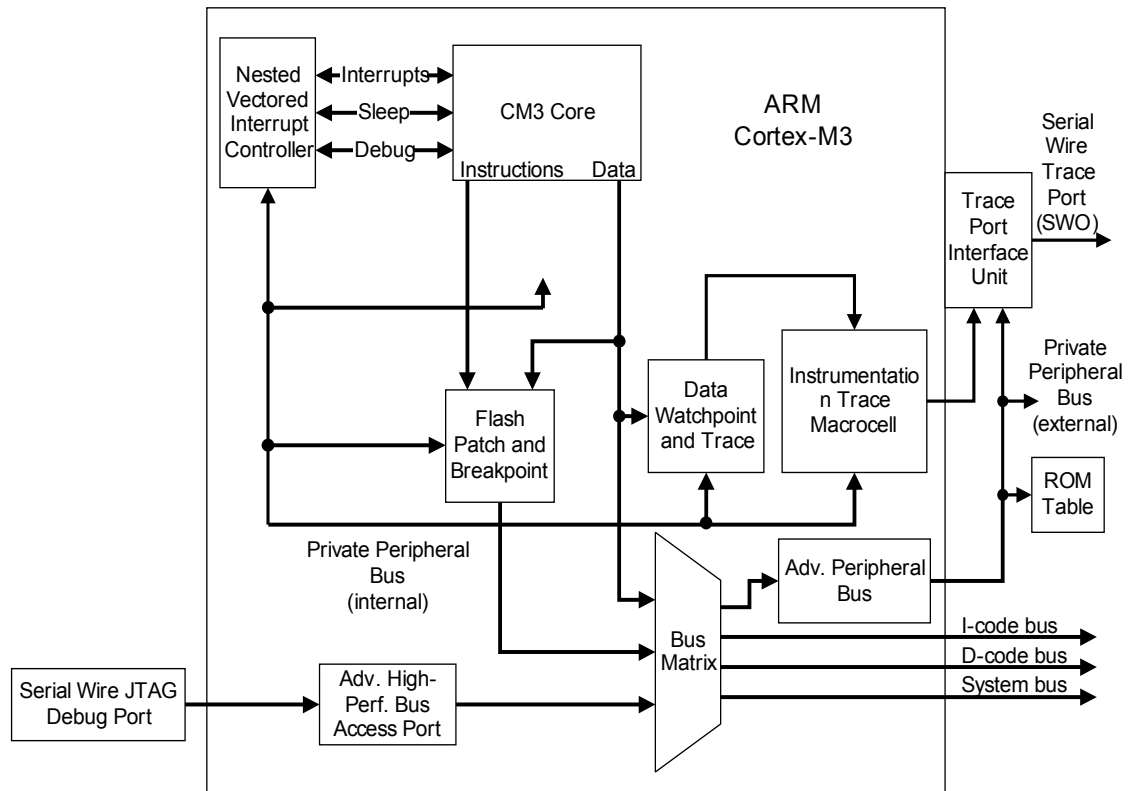 Nested
Vectored
Interrupt
Controller
Interrupts
Sleep
Debug
CM3 Core
Instructions
Data
ARM
Cortex-M3
Serial
Wire
Trace
Port
(SWO)
Trace
Port
Interface
Unit
Flash
Patch and
Breakpoint
Data
Watchpoint
and Trace
Instrumentatio
n Trace
Macrocell
Private
Peripheral
Bus
(external)
ROM
Table
Private Peripheral
Bus
(internal)
Adv. Peripheral
Bus
Bus
Matrix
I-code bus
D-code bus
System bus
Serial Wire JTAG
Debug Port
Adv. High-
Perf. Bus
Access Port